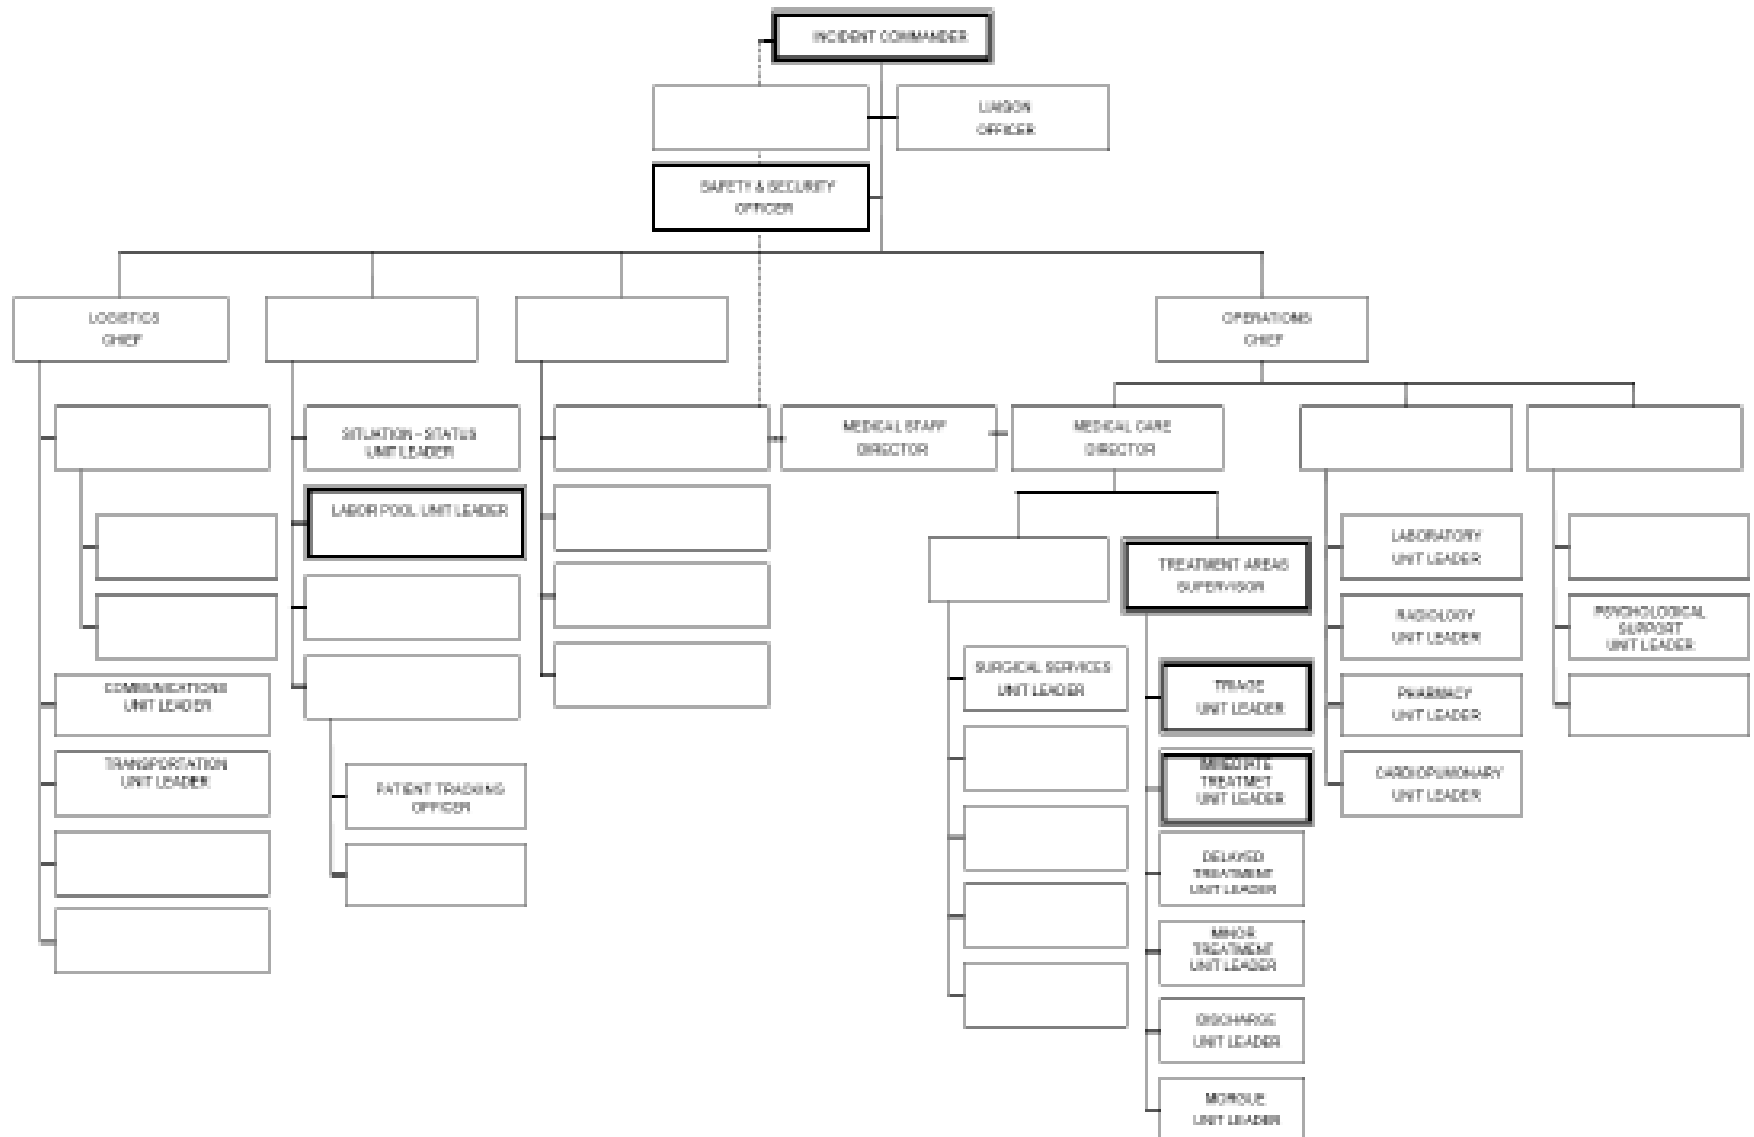 INCIDENT COMMANDER
LIAISON
OFFICER
SAFETY & SECURITY
OFFICER
LOGISTICS
CHIEF
OPERATIONS
CHIEF
SITUATION - STATUS
UNIT LEADER
MEDICAL STAFF
DIRECTOR
MEDICAL CARE
DIRECTOR
LABOR POOL UNIT LEADER
LABORATORY
UNIT LEADER
TREATMENT AREAS
SUPERVISOR
RADIOLOGY
UNIT LEADER
PSYCHOLOGICAL
SUPPORT
UNIT LEADER
SURGICAL SERVICES
UNIT LEADER
TRIAGE
UNIT LEADER
PHARMACY
UNIT LEADER
COMMUNICATIONS
UNIT LEADER
TRANSPORTATION
UNIT LEADER
PATIENT TRACKING
OFFICER
IMMEDIATE
TREATMET
UNIT LEADER
CARDIOPULMONARY
UNIT LEADER
DELAYED
TREATMENT
UNIT LEADER
MINOR
TREATMENT
UNIT LEADER
DISCHARGE
UNIT LEADER
MORGUE
UNIT LEADER